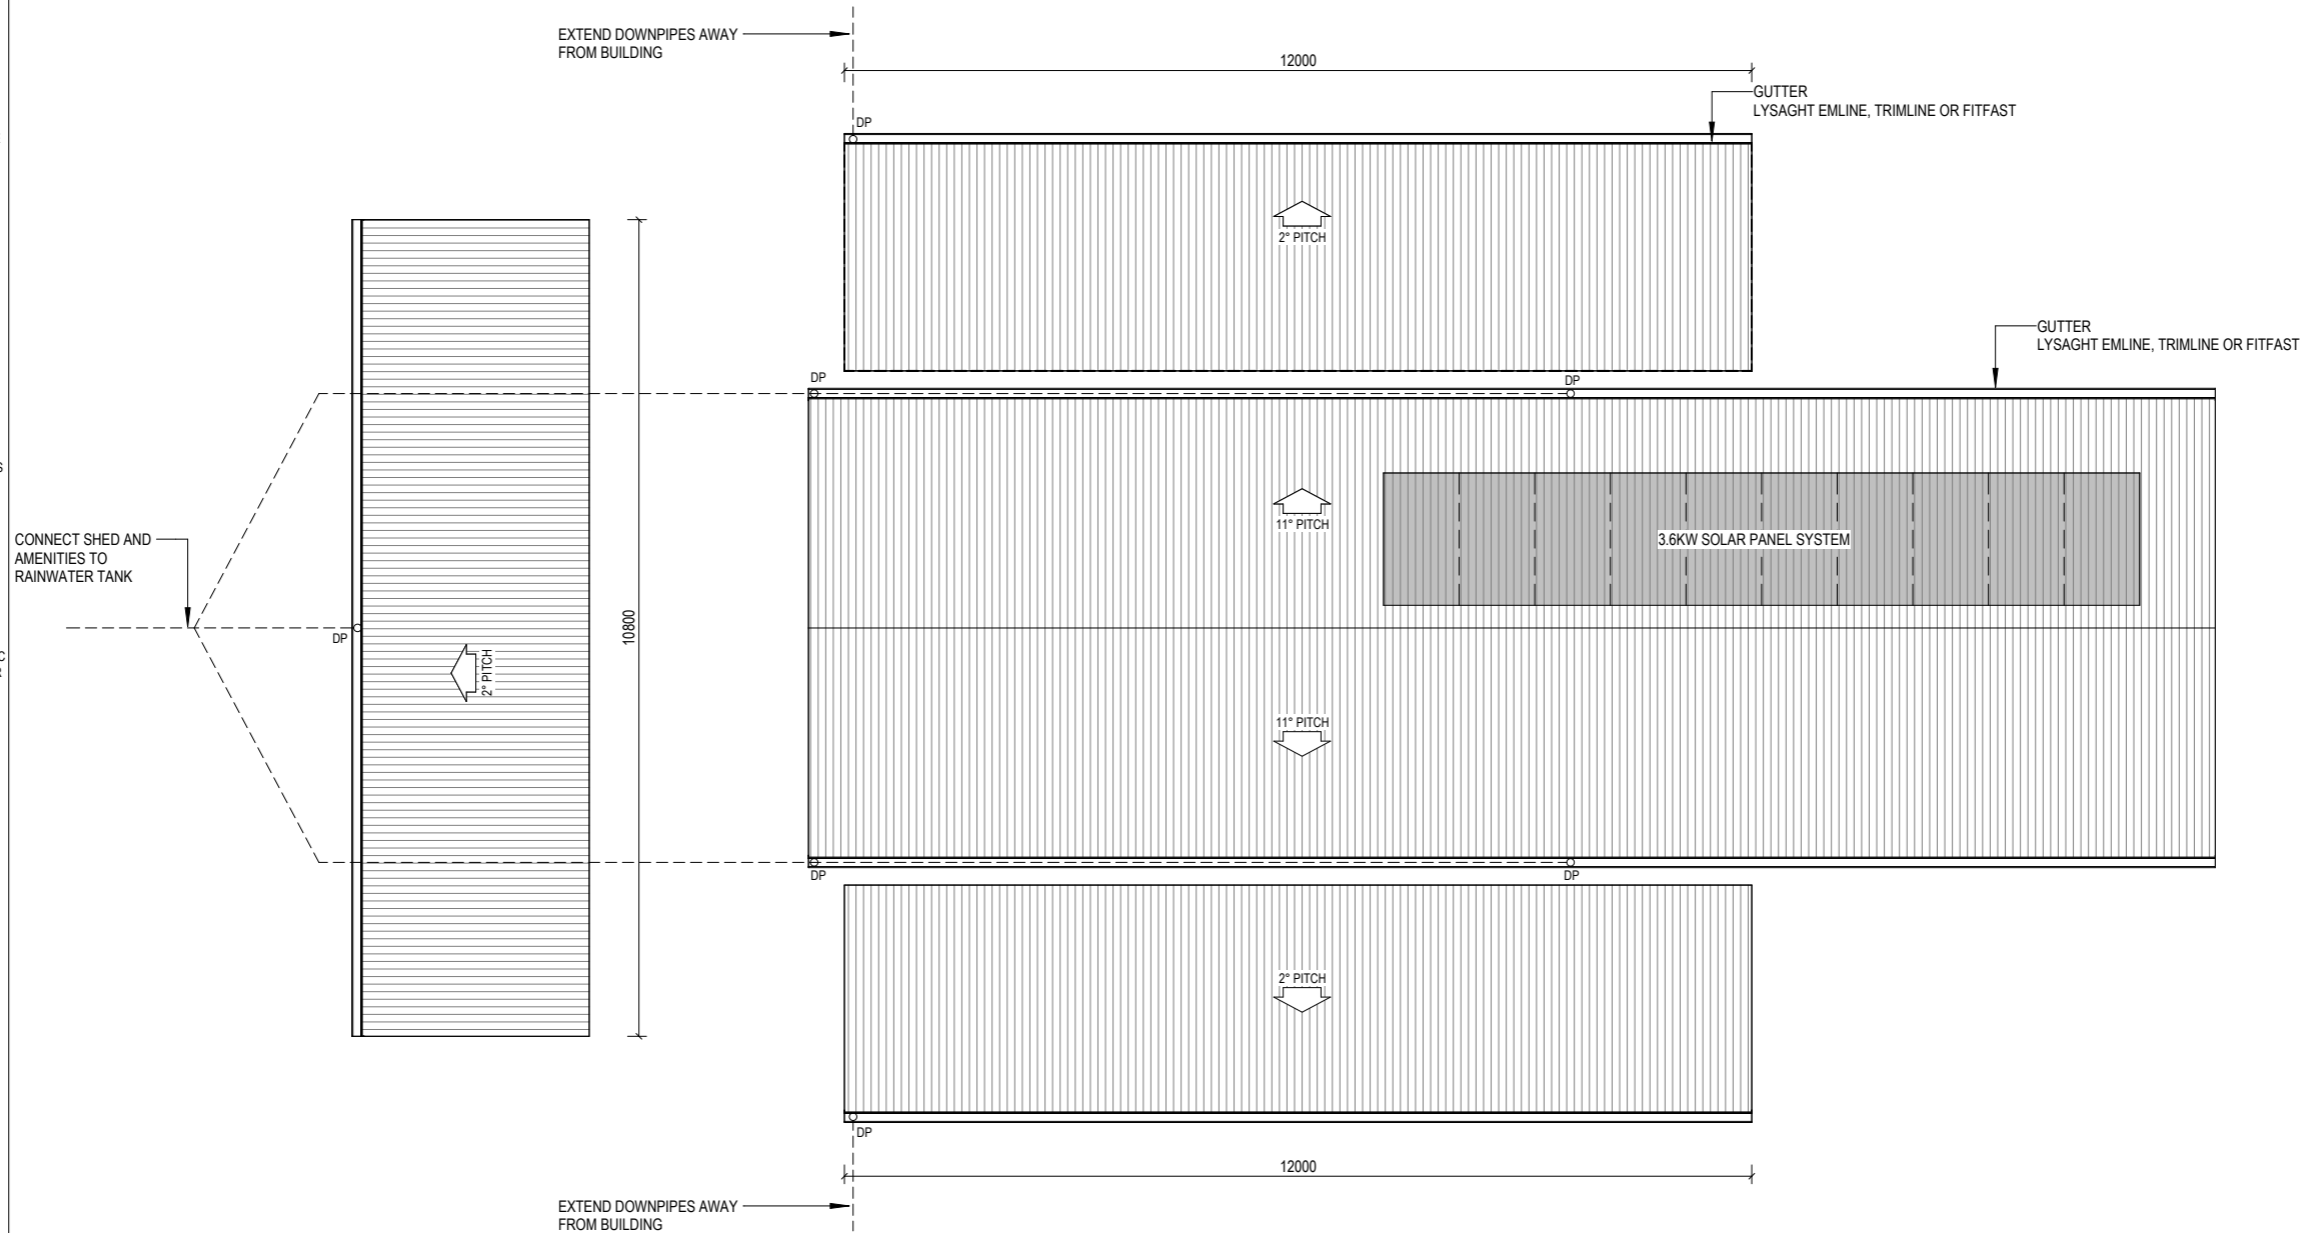 EXTEND DOWNPIPES AWAY
FROM BUILDING
12000
GUTTER
LYSAGHT EMLINE, TRIMLINE OR FITFAST
DP
2° PITCH
GUTTER
LYSAGHT EMLINE, TRIMLINE OR FITFAST
DP
DP
11° PITCH
3.6KW SOLAR PANEL SYSTEM
CONNECT SHED AND
AMENITIES TO
RAINWATER TANK
DP
2° PITCH
10800
11° PITCH
DP
DP
2° PITCH
DP
12000
EXTEND DOWNPIPES AWAY
FROM BUILDING